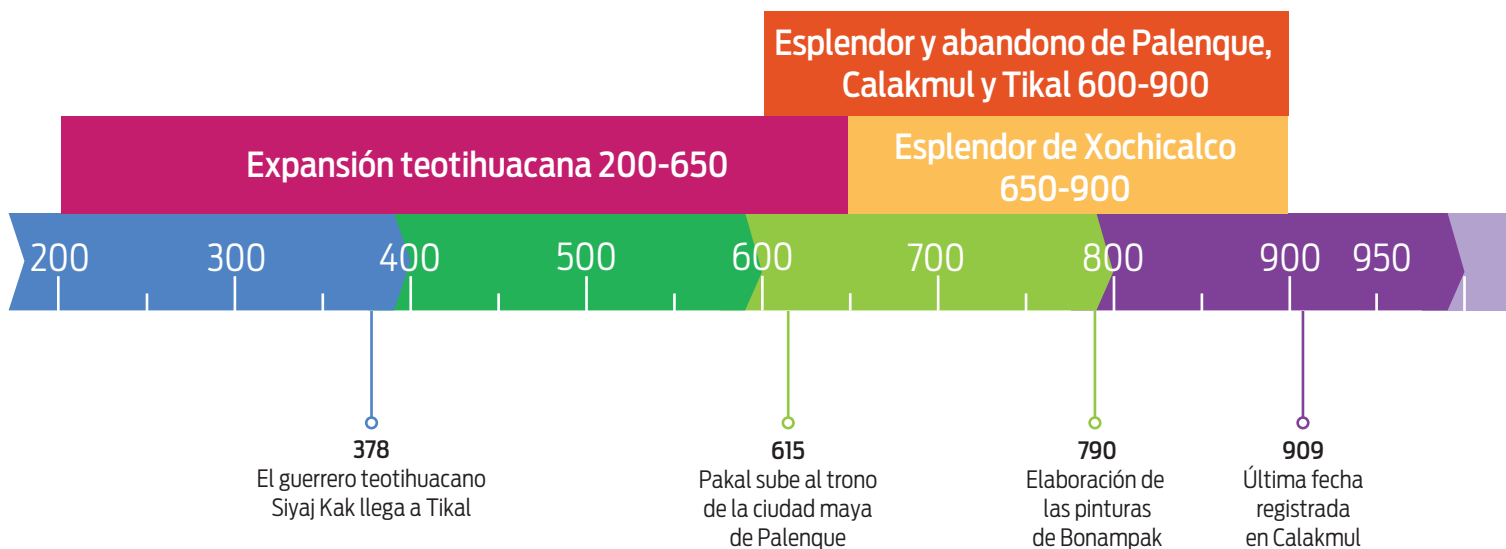 Esplendor y abandono de Palenque,
Calakmul y Tikal 600-900
Expansión teotihuacana 200-650
Esplendor de Xochicalco
650-900
200 300 400 500 600 700 800 900 950
378
El guerrero teotihuacano
Siyaj Kak llega a Tikal
615
Pakal sube al trono
de la ciudad maya
de Palenque
790
Elaboración de
las pinturas
de Bonampak
909
Última fecha
registrada
en Calakmul